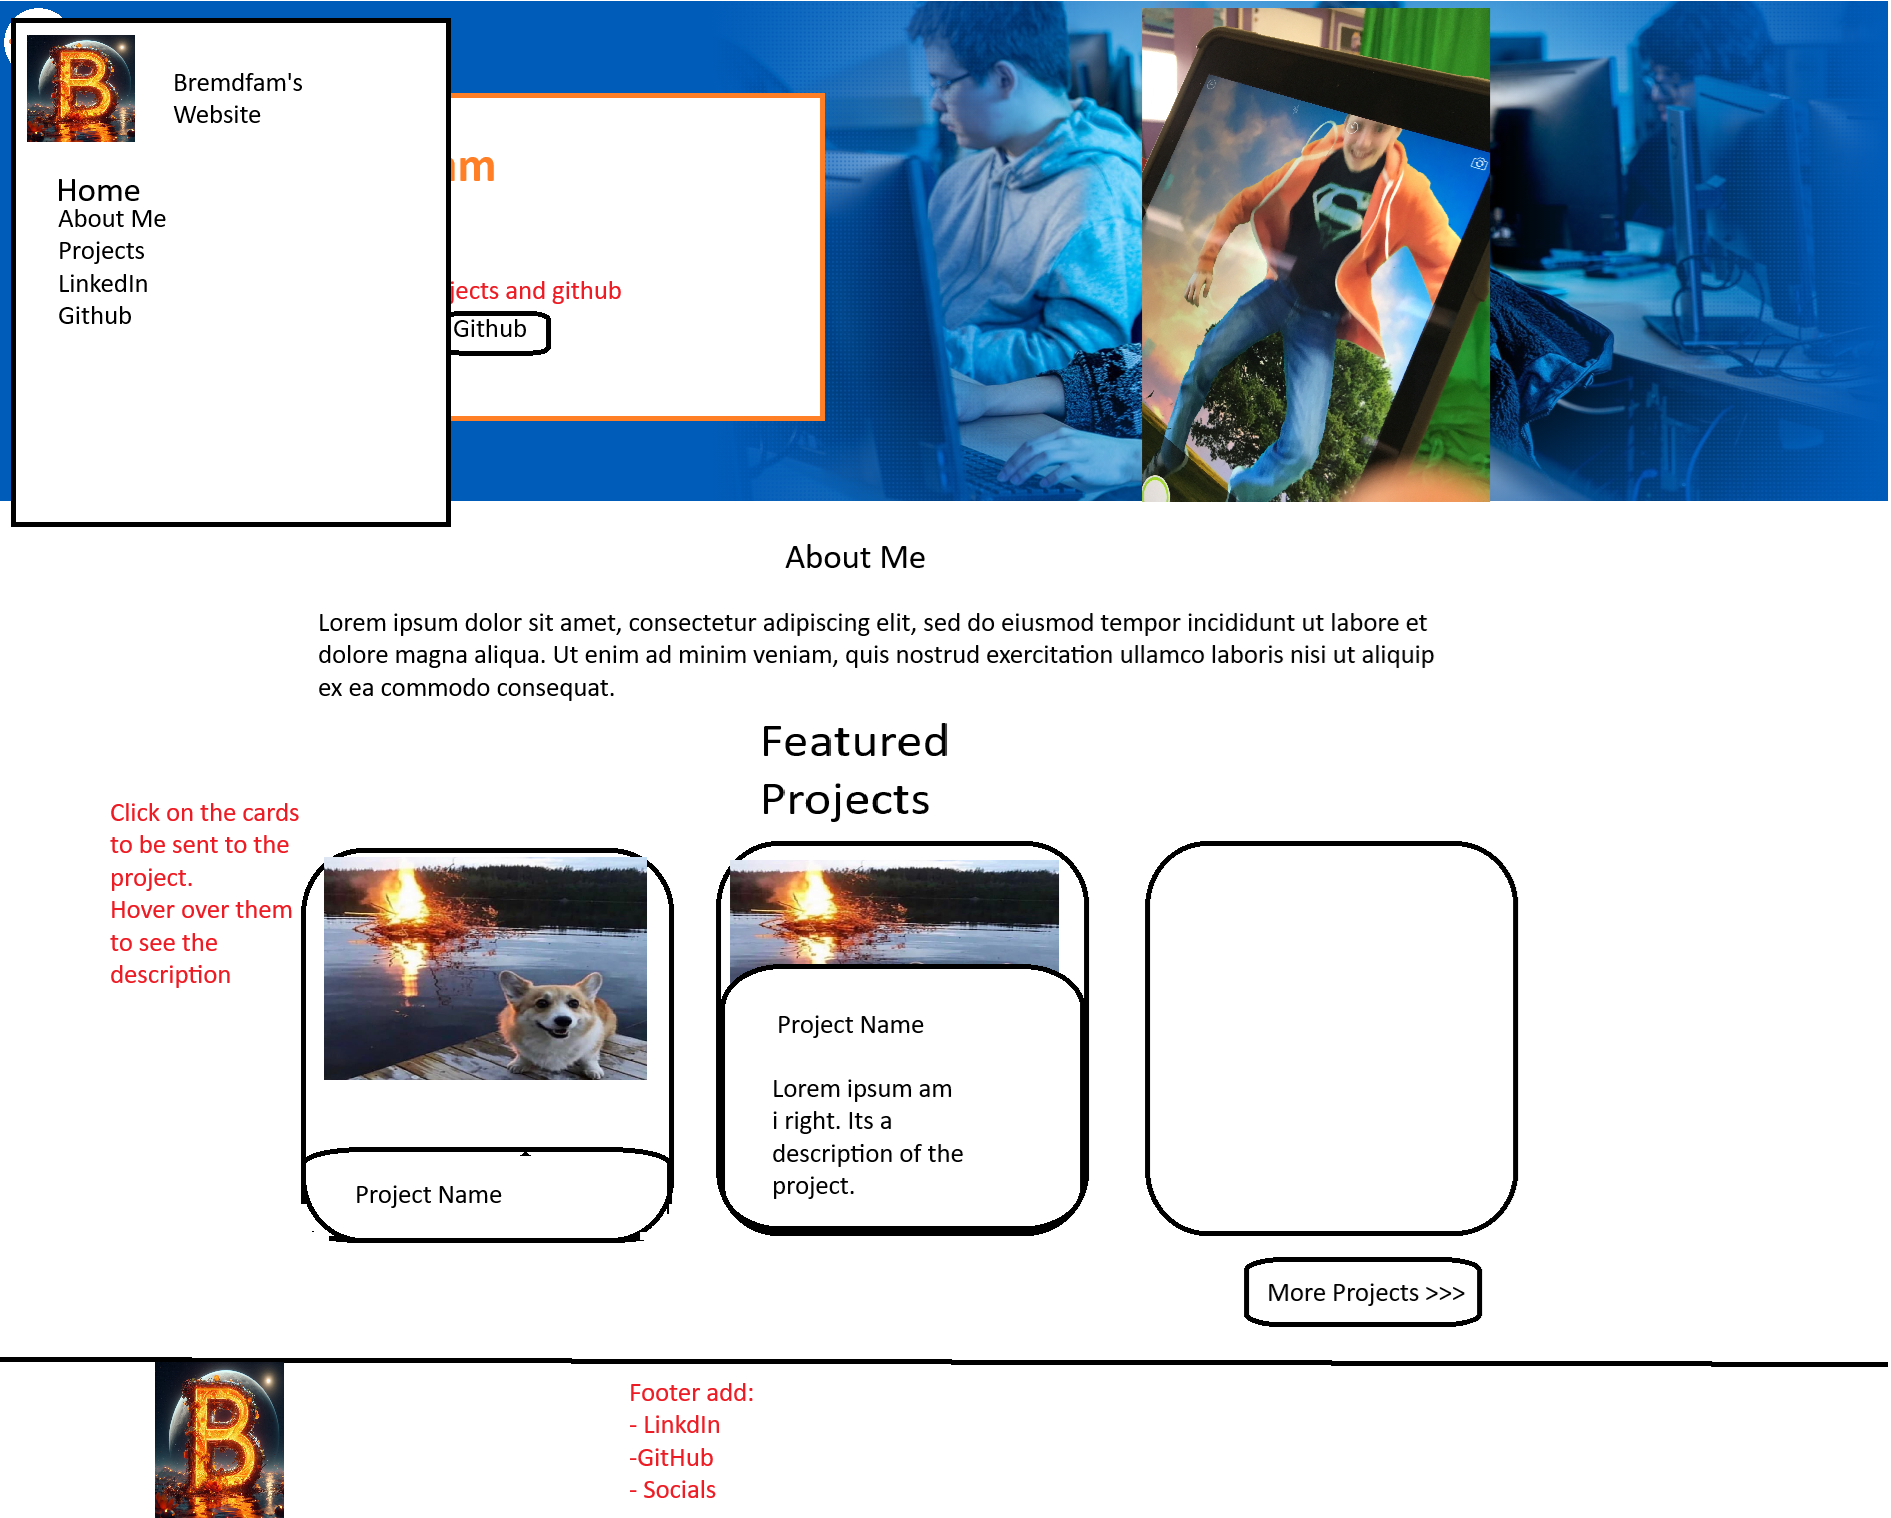 B
Bremdfam's
Website
Home
About Me
Projects
LinkedIn
Github
am
jects and github
Github
S
About Me
Lorem ipsum dolor sit amet, consectetur adipiscing elit, sed do eiusmod tempor incididunt ut labore et
dolore magna aliqua. Ut enim ad minim veniam, quis nostrud exercitation ullamco laboris nisi ut aliquip
ex ea commodo consequat.
Featured
Projects
Click on the cards
to be sent to the
project.
Hover over them
to see the
description
Project Name
Project Name
Lorem ipsum am
i right. Its a
description of the
project.
More Projects >>>
B
Footer add:
- LinkdIn
-GitHub
- Socials